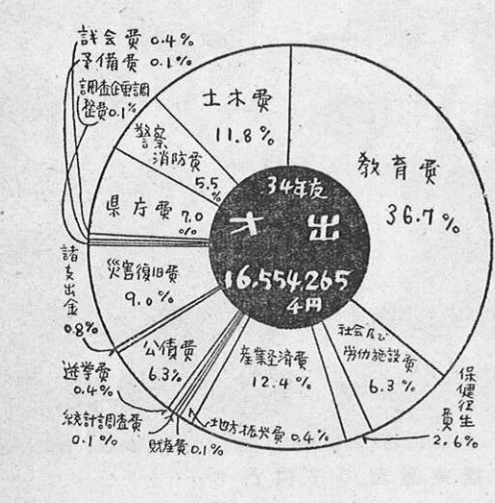 議会費 0.4%
予備費 0.1%
調査企画調
整費0.1%
警察
消防費
5.5
%
土木費
11.8%
教育費
36.7%
34年度
才出
16,554,265
千円
県庁費 7.0
%
災害復旧費
9.0%
諸支出金
0.8%
公債費
6.3%
選挙費
0.4%
統計調査費
0.1%
財産費0.1%
地方振興費 0.4%
産業経済費
12.4%
社会及び
労働施設費
6.3%
保健衛生
費
2.6%